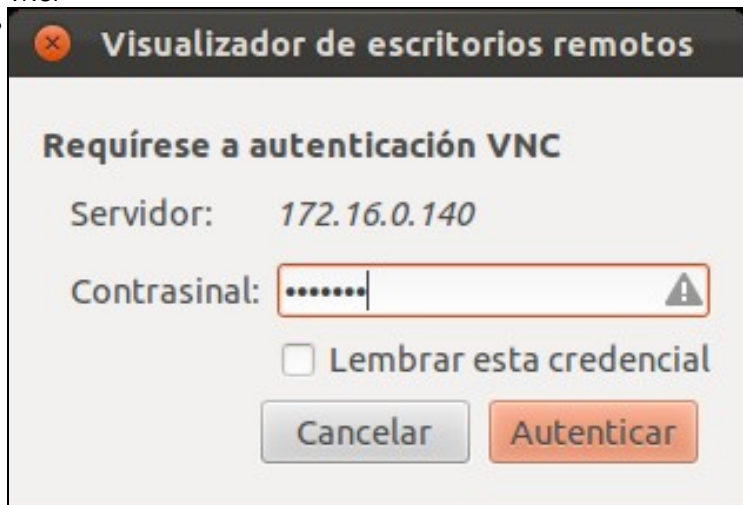 Visualizador de escritorios remotos
Requírese a autenticación VNC
Servidor: 172.16.0.140
Contrasinal: •••••••
Lembrar esta credencial
Cancelar Autenticar